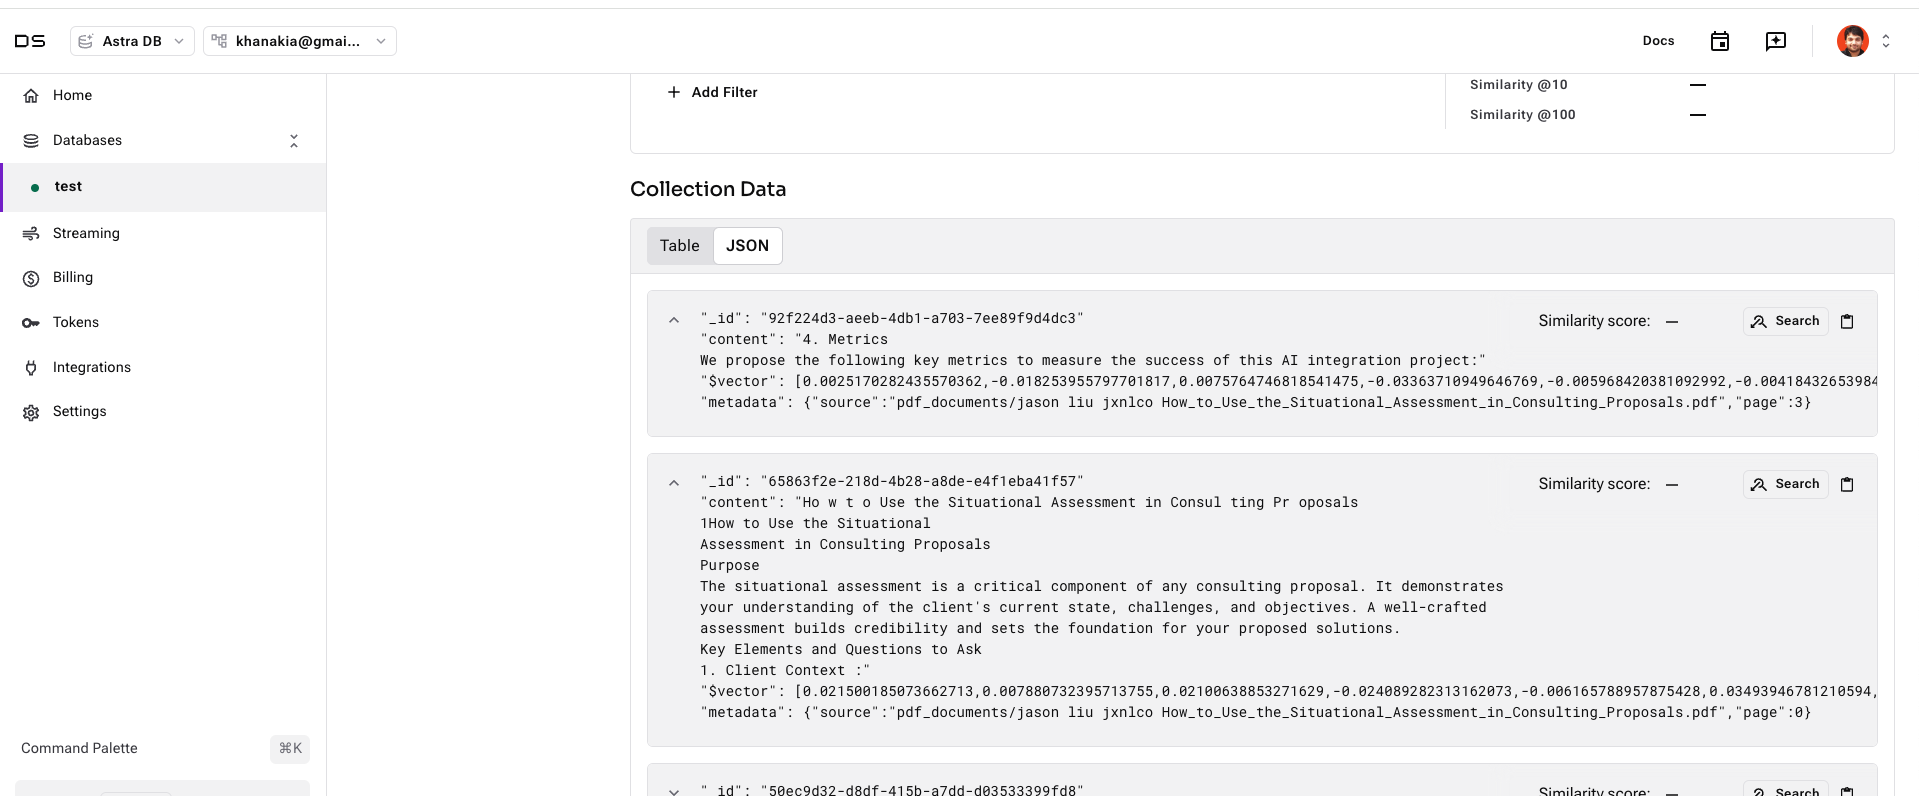 DS
Astra DB
khanakia@gmai...
Docs
Home
Databases
test
Streaming
Billing
Tokens
Integrations
Settings
Command Palette
⌘K
Add Filter
Similarity @10 —
Similarity @100 —
Collection Data
Table JSON
"_id": "92f224d3-aeeb-4db1-a703-7ee89f9d4dc3"
Similarity score: —
Search
"content": "4. Metrics
We propose the following key metrics to measure the success of this AI integration project:"
"$vector": [0.0025170282435570362,-0.018253955797701817,0.0075764746818541475,-0.03363710949646769,-0.005968420381092992,-0.00418432653984
"metadata": {"source":"pdf_documents/jason liu jxnlco How_to_Use_the_Situational_Assessment_in_Consulting_Proposals.pdf","page":3}
"_id": "65863f2e-218d-4b28-a8de-e4f1eba41f57"
Similarity score: —
Search
"content": "Ho w t o Use the Situational Assessment in Consul ting Pr oposals
1How to Use the Situational
Assessment in Consulting Proposals
Purpose
The situational assessment is a critical component of any consulting proposal. It demonstrates
your understanding of the client's current state, challenges, and objectives. A well-crafted
assessment builds credibility and sets the foundation for your proposed solutions.
Key Elements and Questions to Ask
1. Client Context :"
"$vector": [0.021500185073662713,0.007880732395713755,0.02100638853271629,-0.024089282313162073,-0.006165788957875428,0.03493946781210594,
"metadata": {"source":"pdf_documents/jason liu jxnlco How_to_Use_the_Situational_Assessment_in_Consulting_Proposals.pdf","page":0}
"_id": "50ec9d32-d8df-415b-a7dd-d03533399fd8"
Similarity score: —
Search